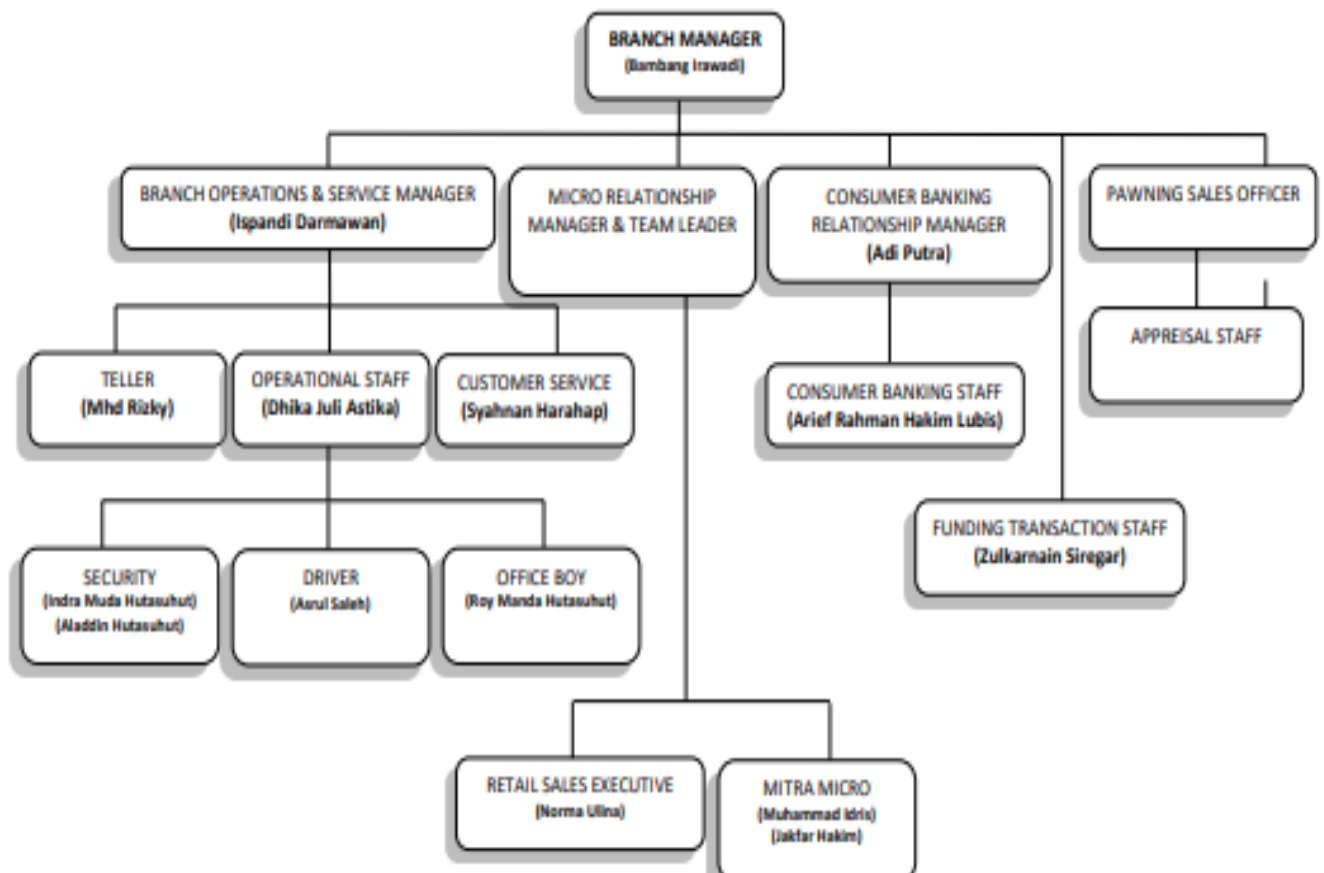 BRANCH MANAGER
(Bambang Irawadi)
BRANCH OPERATIONS & SERVICE MANAGER
(Ispandi Darmawan)
MICRO RELATIONSHIP
MANAGER & TEAM LEADER
CONSUMER BANKING
RELATIONSHIP MANAGER
(Adi Putra)
PAWNING SALES OFFICER
TELLER
(Mhd Rizky)
OPERATIONAL STAFF
(Dhika Juli Astika)
CUSTOMER SERVICE
(Syahnan Harahap)
CONSUMER BANKING STAFF
(Arief Rahman Hakim Lubis)
APPREISAL STAFF
FUNDING TRANSACTION STAFF
(Zulkarnain Siregar)
SECURITY
(Indra Muda Hutasuhut)
(Aladdin Hutasuhut)
DRIVER
(Asrul Saleh)
OFFICE BOY
(Roy Manda Hutasuhut)
RETAIL SALES EXECUTIVE
(Norma Ulina)
MITRA MICRO
(Muhammad Idris)
(Jakfar Hakim)